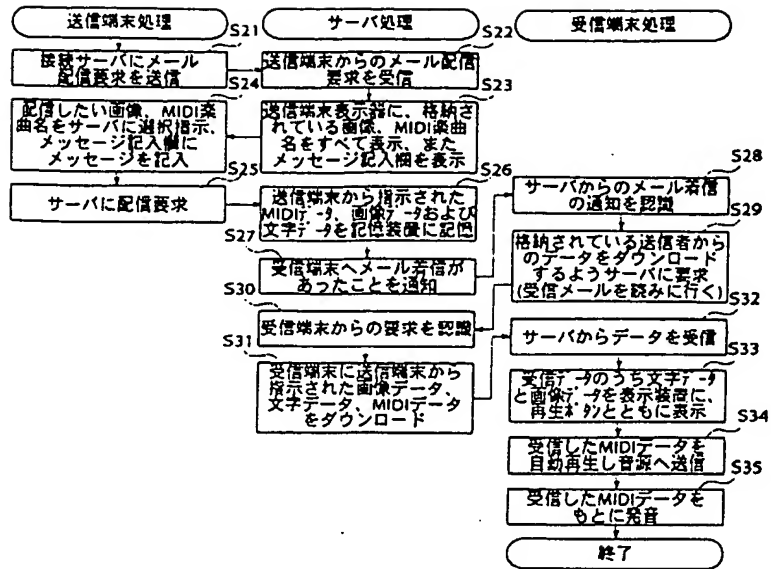 送信端末処理
サーバ処理
受信端末処理
S21
接続サーバにメール
配信要求を送信
S22
送信端末からのメール配信
要求を受信
S24
配信したい画像、MIDI楽
曲名をサーバに選択指示、
メッセージ記入欄に
メッセージを記入
S23
送信端末表示器に、格納さ
れている画像、MIDI楽曲
名をすべて表示、また
メッセージ記入欄を表示
S25
サーバに配信要求
S26
送信端末から指示された
MIDIデータ、画像データおよび
文字データを記憶装置に記憶
S27
受信端末へメール着信が
あったことを通知
S28
サーバからのメール着信
の通知を認識
S29
格納されている送信者から
のデータをダウンロード
するようサーバに要求
(受信メールを読みに行く)
S30
受信端末からの要求を認識
S31
受信端末に送信端末から
指示された画像データ、
文字データ、MIDIデータ
をダウンロード
S32
サーバからデータを受信
S33
受信データのうち文字データ
と画像データを表示装置に、
再生ボタンとともに表示
S34
受信したMIDIデータを
自動再生し音源へ送信
S35
受信したMIDIデータを
もとに発音
終了